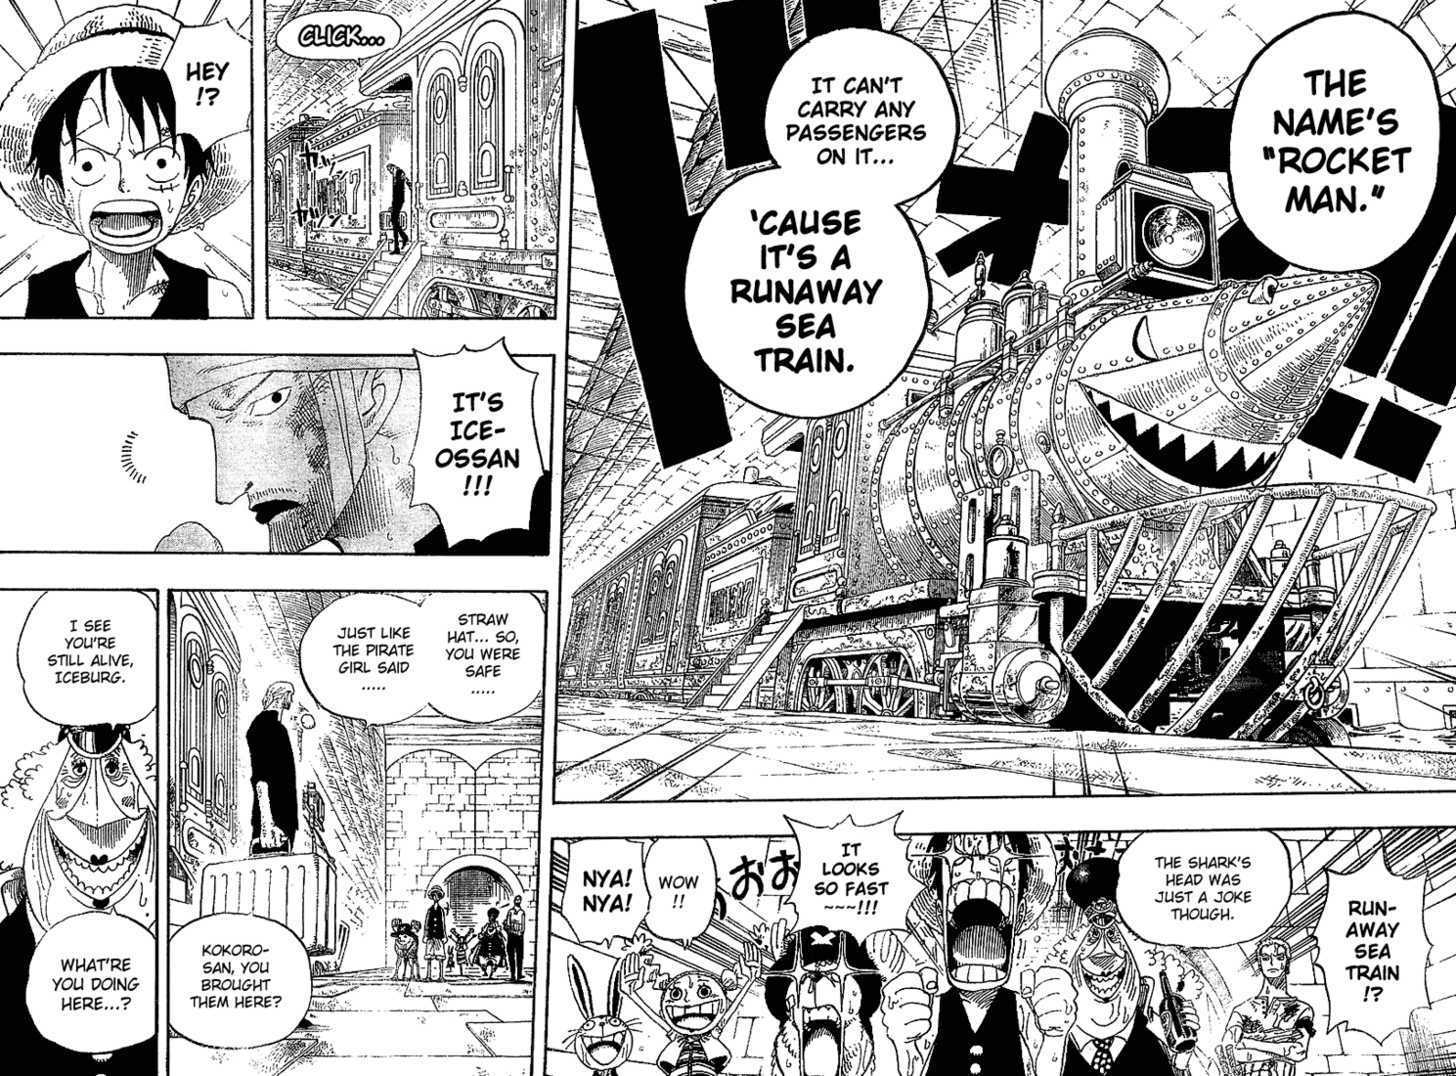 THE
NAME'S
"ROCKET
MAN."
IT CAN'T
CARRY ANY
PASSENGERS
ON IT...
'CAUSE
IT'S A
RUNAWAY
SEA
TRAIN.
RUN-
AWAY
SEA
TRAIN
!?
THE SHARK'S
HEAD WAS
JUST A JOKE
THOUGH.
IT
LOOKS
SO FAST
~~~!!!
おお
WOW
!!
NYA!
NYA!
CLICK...
HEY
!?
IT'S
ICE-
OSSAN
!!!
STRAW
HAT... SO,
YOU WERE
SAFE
.....
JUST LIKE
THE PIRATE
GIRL SAID
.....
KOKORO-
SAN, YOU
BROUGHT
THEM HERE?
I SEE
YOU'RE
STILL ALIVE,
ICEBURG.
WHAT'RE
YOU DOING
HERE...?